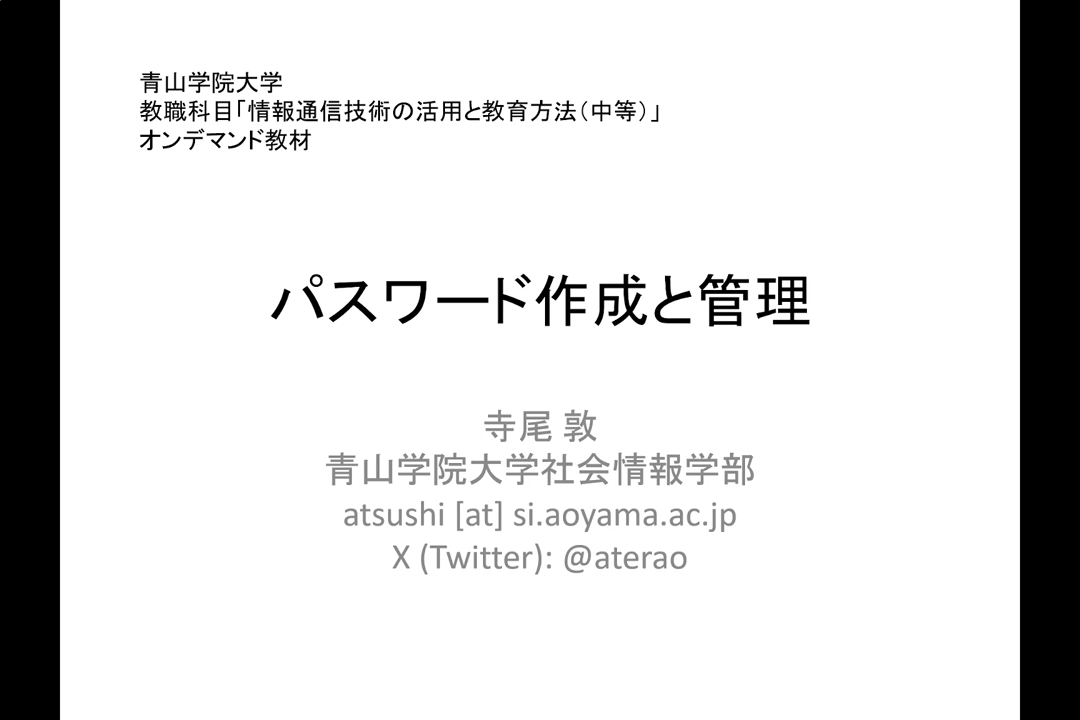 青山学院大学
教職科目「情報通信技術の活用と教育方法（中等）」
オンデマンド教材
パスワード作成と管理
寺尾 敦
青山学院大学社会情報学部
atsushi [at] si.aoyama.ac.jp
X (Twitter): @aterao